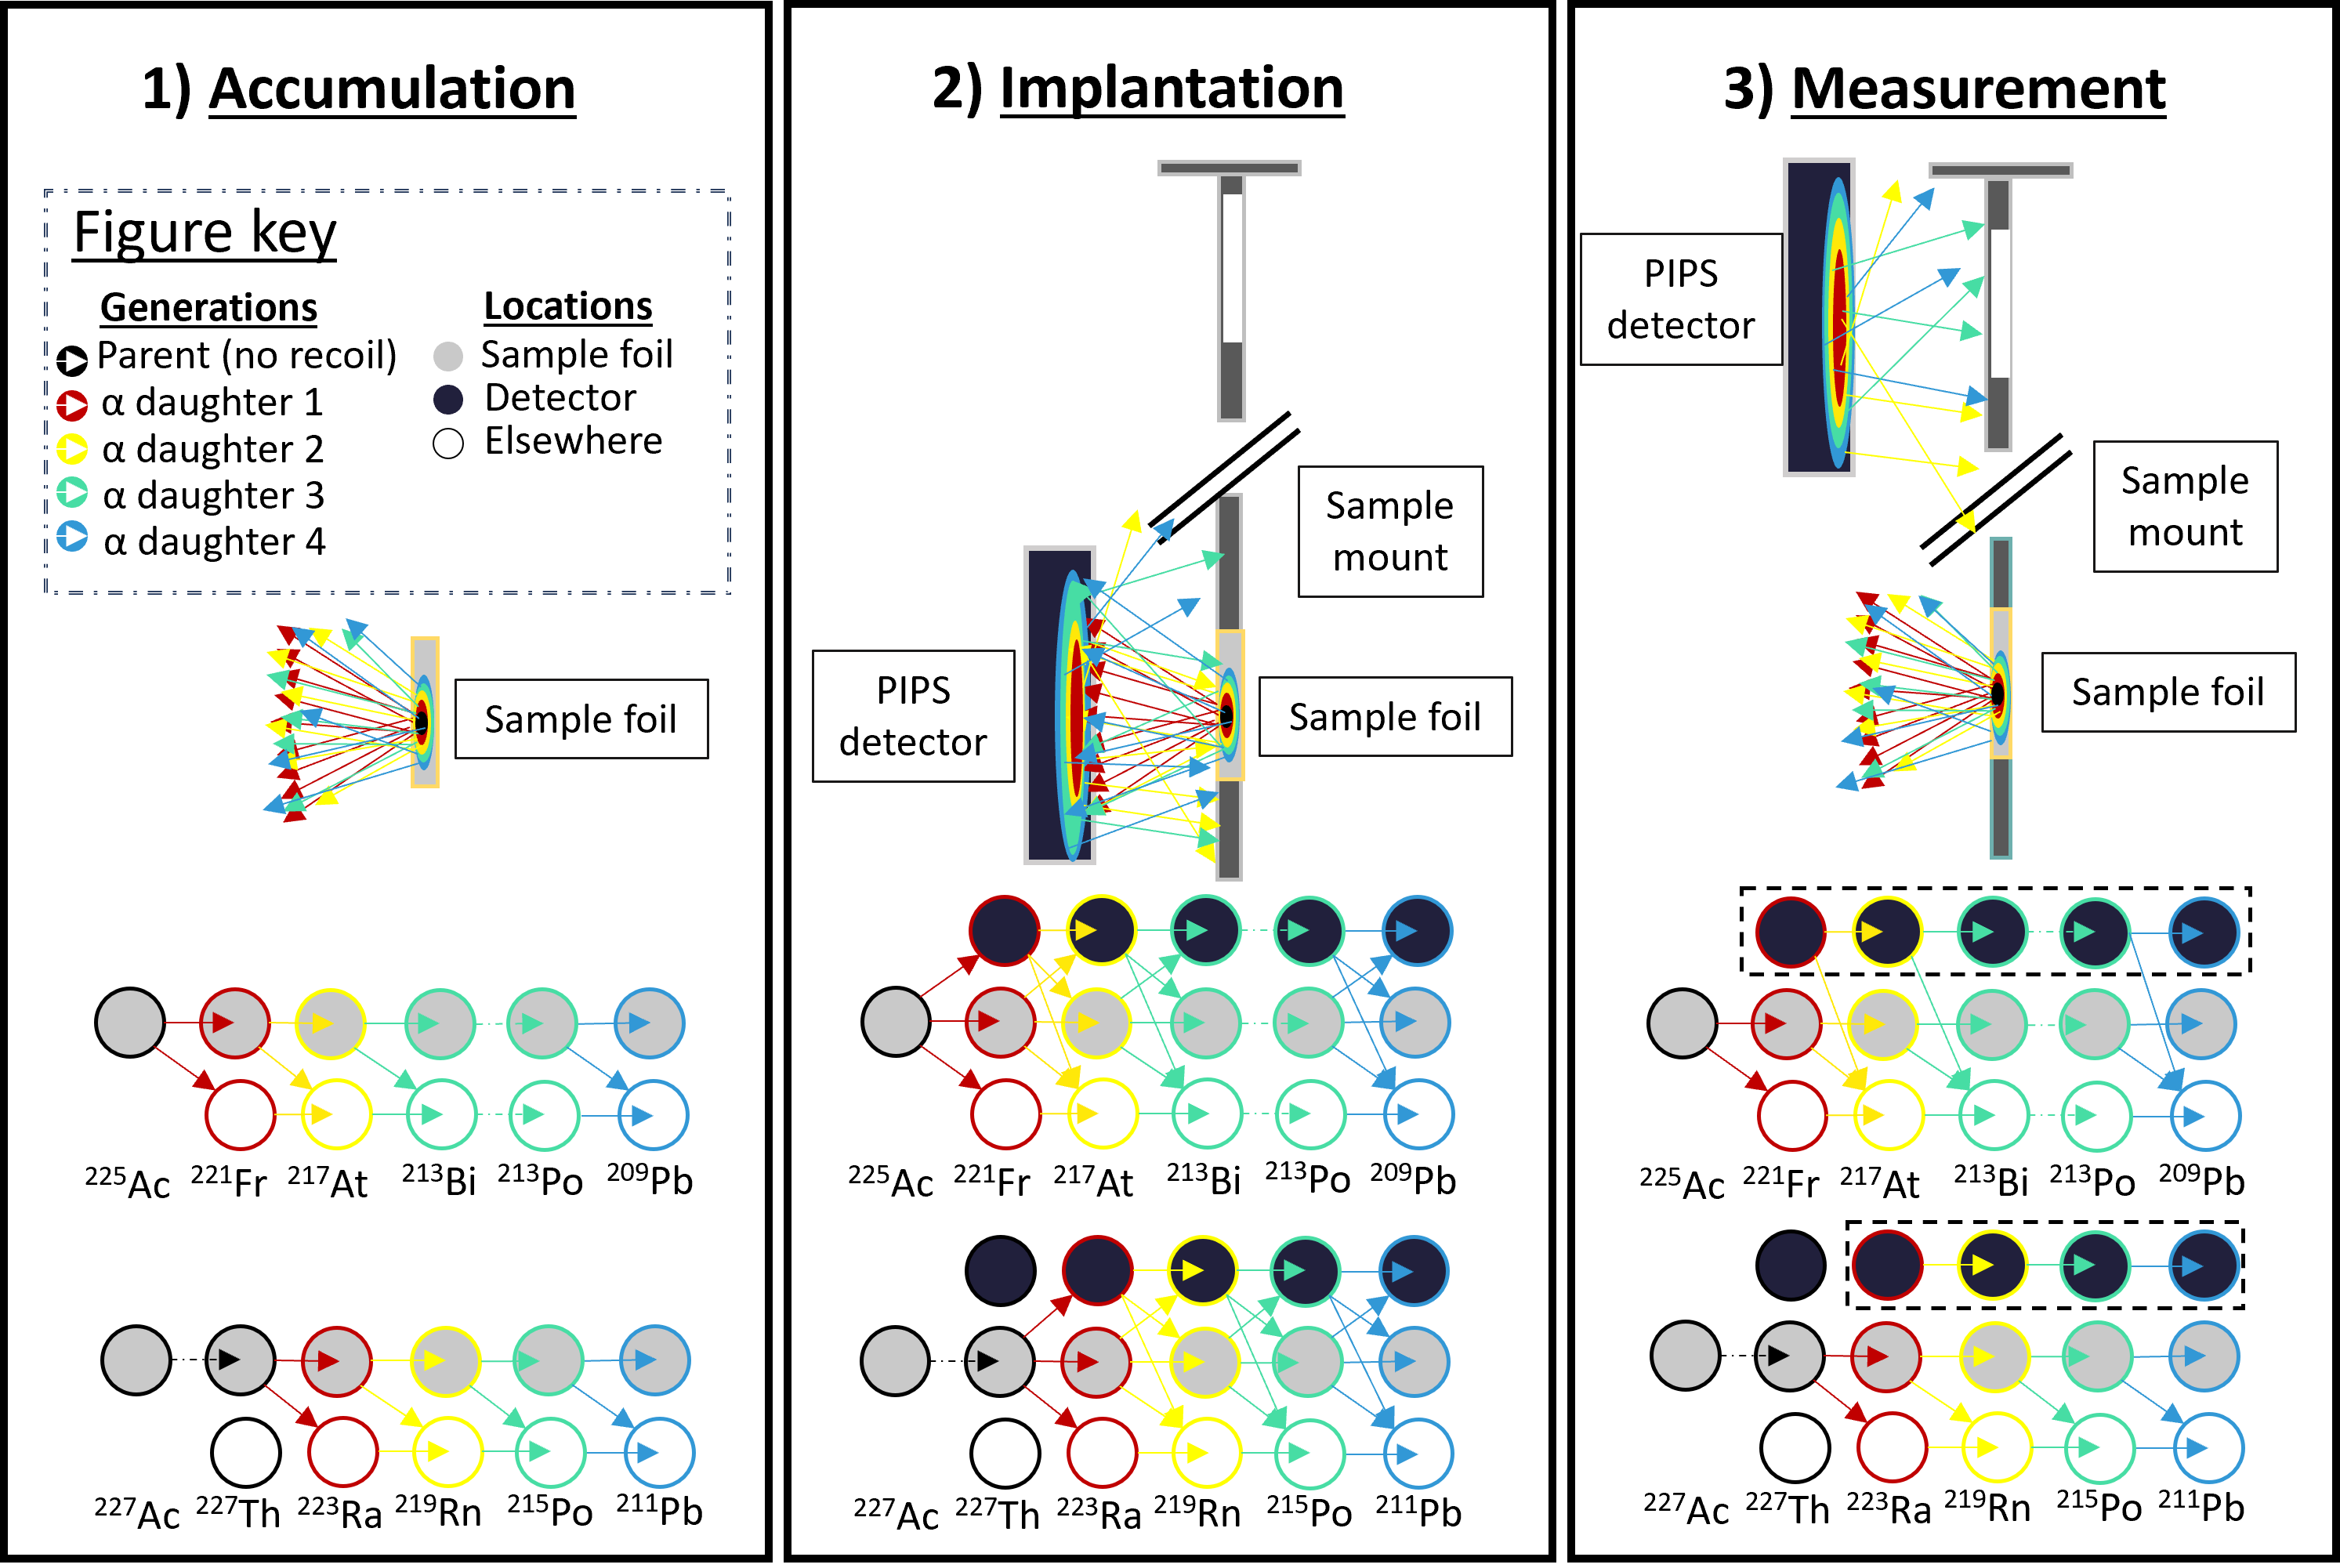 1) Accumulation
Figure key
Generations
Parent (no recoil)
α daughter 1
α daughter 2
α daughter 3
α daughter 4
Locations
Sample foil
Detector
Elsewhere
Sample foil
²²⁵Ac ²²¹Fr ²¹⁷At ²¹³Bi ²¹³Po ²⁰⁹Pb
²²⁷Ac ²²⁷Th ²²³Ra ²¹⁹Rn ²¹⁵Po ²¹¹Pb
2) Implantation
Sample
mount
PIPS
detector
Sample foil
²²⁵Ac ²²¹Fr ²¹⁷At ²¹³Bi ²¹³Po ²⁰⁹Pb
²²⁷Ac ²²⁷Th ²²³Ra ²¹⁹Rn ²¹⁵Po ²¹¹Pb
3) Measurement
PIPS
detector
Sample
mount
Sample foil
²²⁵Ac ²²¹Fr ²¹⁷At ²¹³Bi ²¹³Po ²⁰⁹Pb
²²⁷Ac ²²⁷Th ²²³Ra ²¹⁹Rn ²¹⁵Po ²¹¹Pb